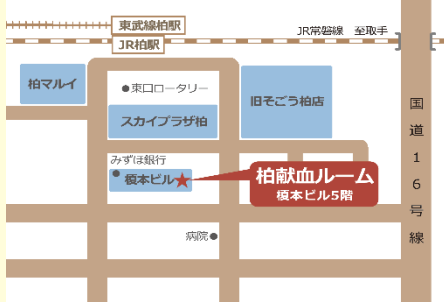 東武線柏駅
JR柏駅
JR常磐線 至取手
柏マルイ
●東口ロータリー
旧そごう柏店
スカイプラザ柏
国道16号線
みずほ銀行
榎本ビル★
柏献血ルーム
榎本ビル5階
病院●